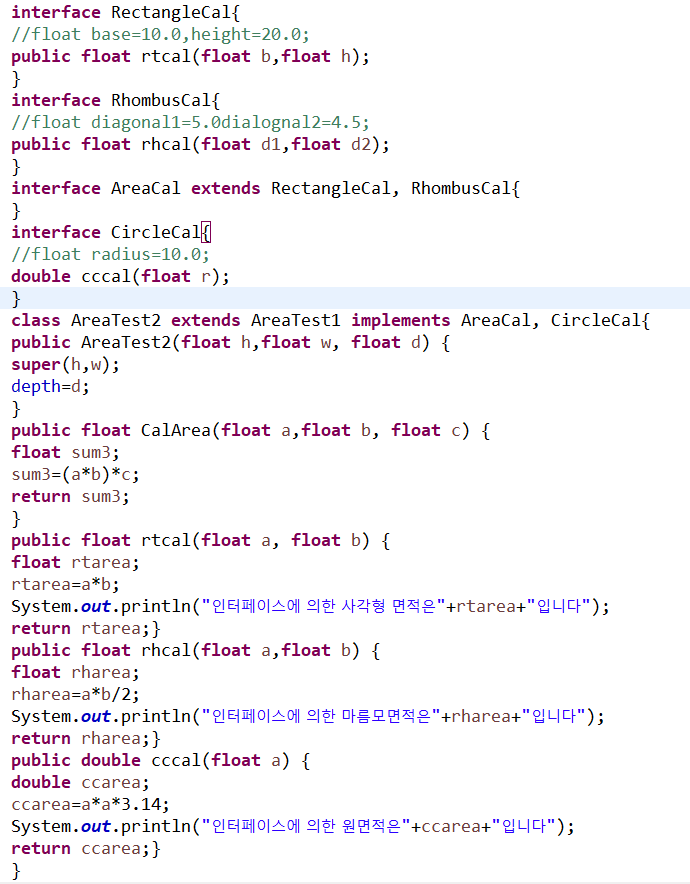 interface RectangleCal{
//float base=10.0,height=20.0;
public float rtcal(float b,float h);
}
interface RhombusCal{
//float diagonal1=5.0dialognal2=4.5;
public float rhcal(float d1,float d2);
}
interface AreaCal extends RectangleCal, RhombusCal{
}
interface CircleCal{
//float radius=10.0;
double cccal(float r);
}
class AreaTest2 extends AreaTest1 implements AreaCal, CircleCal{
public AreaTest2(float h,float w, float d) {
super(h,w);
depth=d;
}
public float CalArea(float a,float b, float c) {
float sum3;
sum3=(a*b)*c;
return sum3;
}
public float rtcal(float a, float b) {
float rtarea;
rtarea=a*b;
System.out.println("인터페이스에 의한 사각형 면적은"+rtarea+"입니다");
return rtarea;}
public float rhcal(float a,float b) {
float rharea;
rharea=a*b/2;
System.out.println("인터페이스에 의한 마름모면적은"+rharea+"입니다");
return rharea;}
public double cccal(float a) {
double ccarea;
ccarea=a*a*3.14;
System.out.println("인터페이스에 의한 원면적은"+ccarea+"입니다");
return ccarea;}
}